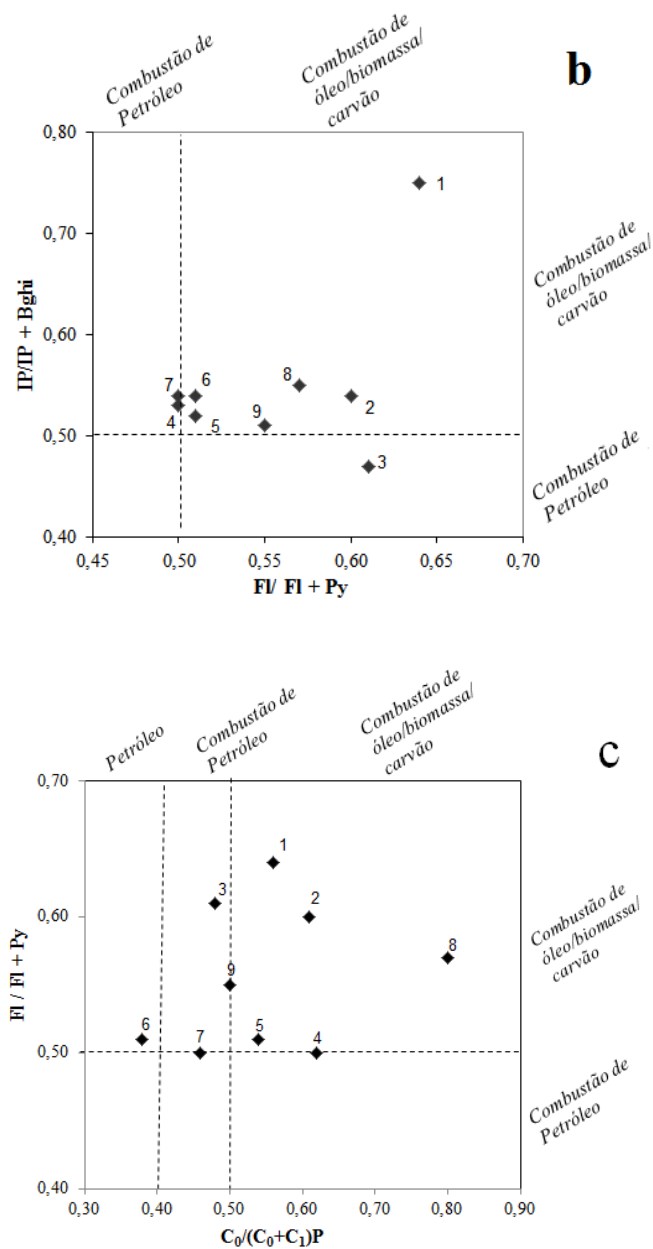 Combustão de
Petróleo
Combustão de
óleo/biomassa/
carvão
b
0,80
0,70
0,60
0,50
0,40
IP/IP + Bghi
1
7
6
8
2
4
5
9
3
Combustão de
óleo/biomassa/
carvão
Combustão de
Petróleo
0,45
0,50
0,55
0,60
0,65
0,70
Fl/ Fl + Py
Petróleo
Combustão de
Petróleo
Combustão de
óleo/biomassa/
carvão
c
0,70
0,60
0,50
0,40
Fl / Fl + Py
1
3
2
8
9
6
7
5
4
Combustão de
óleo/biomassa/
carvão
Combustão de
Petróleo
0,30
0,40
0,50
0,60
0,70
0,80
0,90
C₀/(C₀+C₁)P